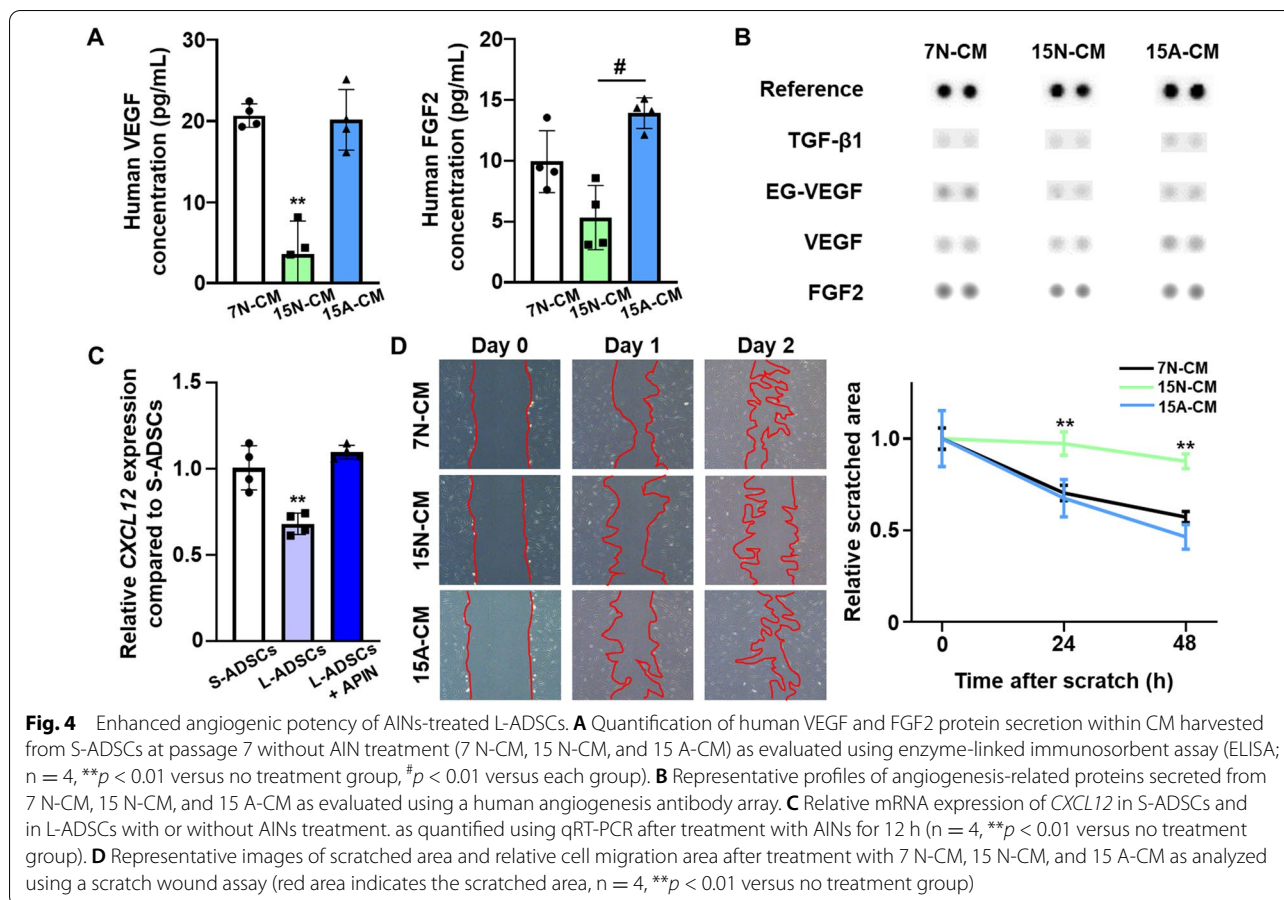 A
Human VEGF
concentration (pg/mL)
30
20
10
0
**
7N-CM
15N-CM
15A-CM
Human FGF2
concentration (pg/mL)
20
15
10
5
0
#
7N-CM
15N-CM
15A-CM
B
7N-CM 15N-CM 15A-CM
Reference
TGF-β1
EG-VEGF
VEGF
FGF2
C
Relative CXCL12 expression
compared to S-ADSCs
1.5
1.0
0.5
0
**
S-ADSCs
L-ADSCs
L-ADSCs
+ APIN
D
Day 0 Day 1 Day 2
7N-CM
15N-CM
15A-CM
7N-CM
15N-CM
15A-CM
Relative scratched area
1.0
0.5
0
**
**
0 24 48
Time after scratch (h)
Fig. 4 Enhanced angiogenic potency of AINs-treated L-ADSCs. A Quantification of human VEGF and FGF2 protein secretion within CM harvested
from S-ADSCs at passage 7 without AIN treatment (7 N-CM, 15 N-CM, and 15 A-CM) as evaluated using enzyme-linked immunosorbent assay (ELISA;
n = 4, **p < 0.01 versus no treatment group, #p < 0.01 versus each group). B Representative profiles of angiogenesis-related proteins secreted from
7 N-CM, 15 N-CM, and 15 A-CM as evaluated using a human angiogenesis antibody array. C Relative mRNA expression of CXCL12 in S-ADSCs and
in L-ADSCs with or without AINs treatment. as quantified using qRT-PCR after treatment with AINs for 12 h (n = 4, **p < 0.01 versus no treatment
group). D Representative images of scratched area and relative cell migration area after treatment with 7 N-CM, 15 N-CM, and 15 A-CM as analyzed
using a scratch wound assay (red area indicates the scratched area, n = 4, **p < 0.01 versus no treatment group)